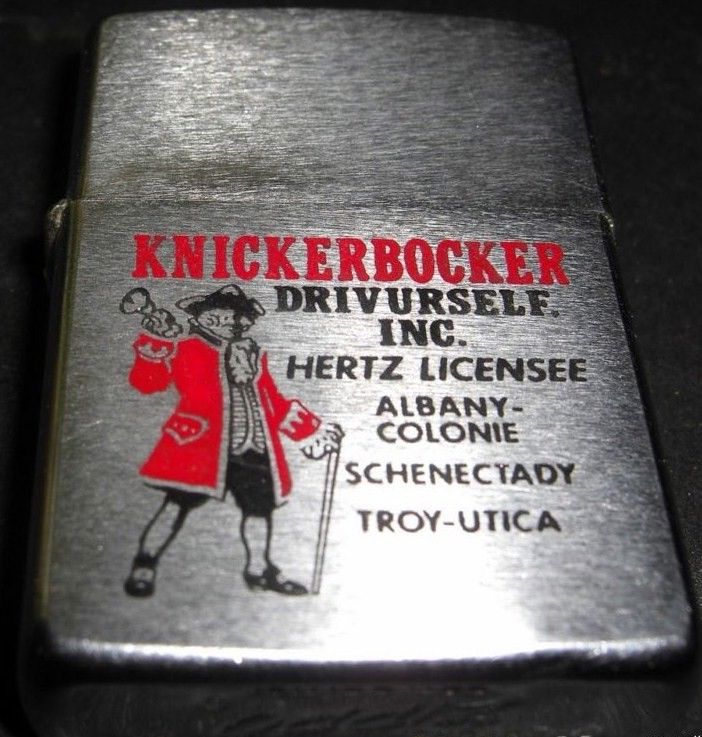 KNICKERBOCKER
DRIVURSELF.
INC.
HERTZ LICENSEE
ALBANY-
COLONIE
SCHENECTADY
TROY-UTICA